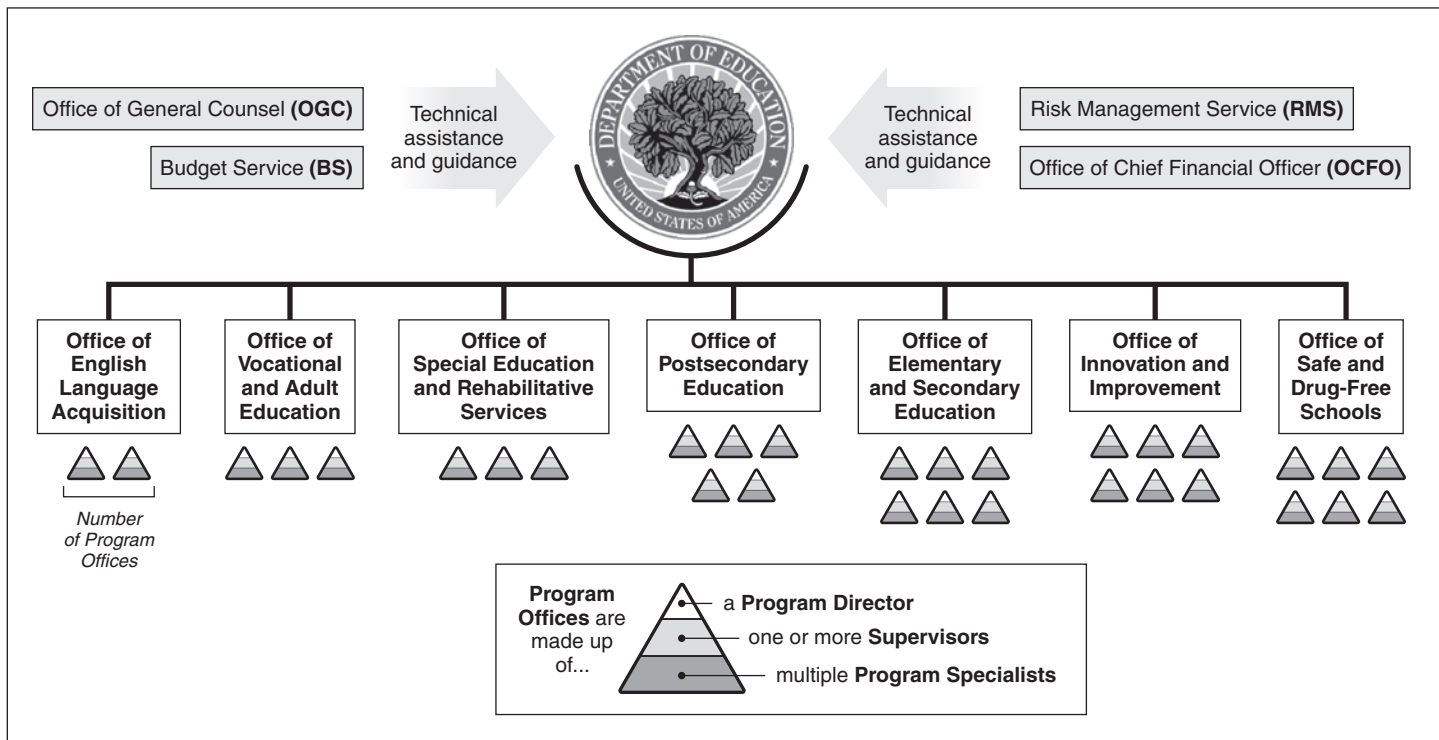 Office of General Counsel (OGC)
Budget Service (BS)
Technical
assistance
and guidance
DEPARTMENT OF EDUCATION
UNITED STATES OF AMERICA
Technical
assistance
and guidance
Risk Management Service (RMS)
Office of Chief Financial Officer (OCFO)
Office of
English
Language
Acquisition
Office of
Vocational
and Adult
Education
Office of
Special Education
and Rehabilitative
Services
Office of
Postsecondary
Education
Office of
Elementary
and Secondary
Education
Office of
Innovation and
Improvement
Office of
Safe and
Drug-Free
Schools
Number
of Program
Offices
Program
Offices are
made up
of...
a Program Director
one or more Supervisors
multiple Program Specialists